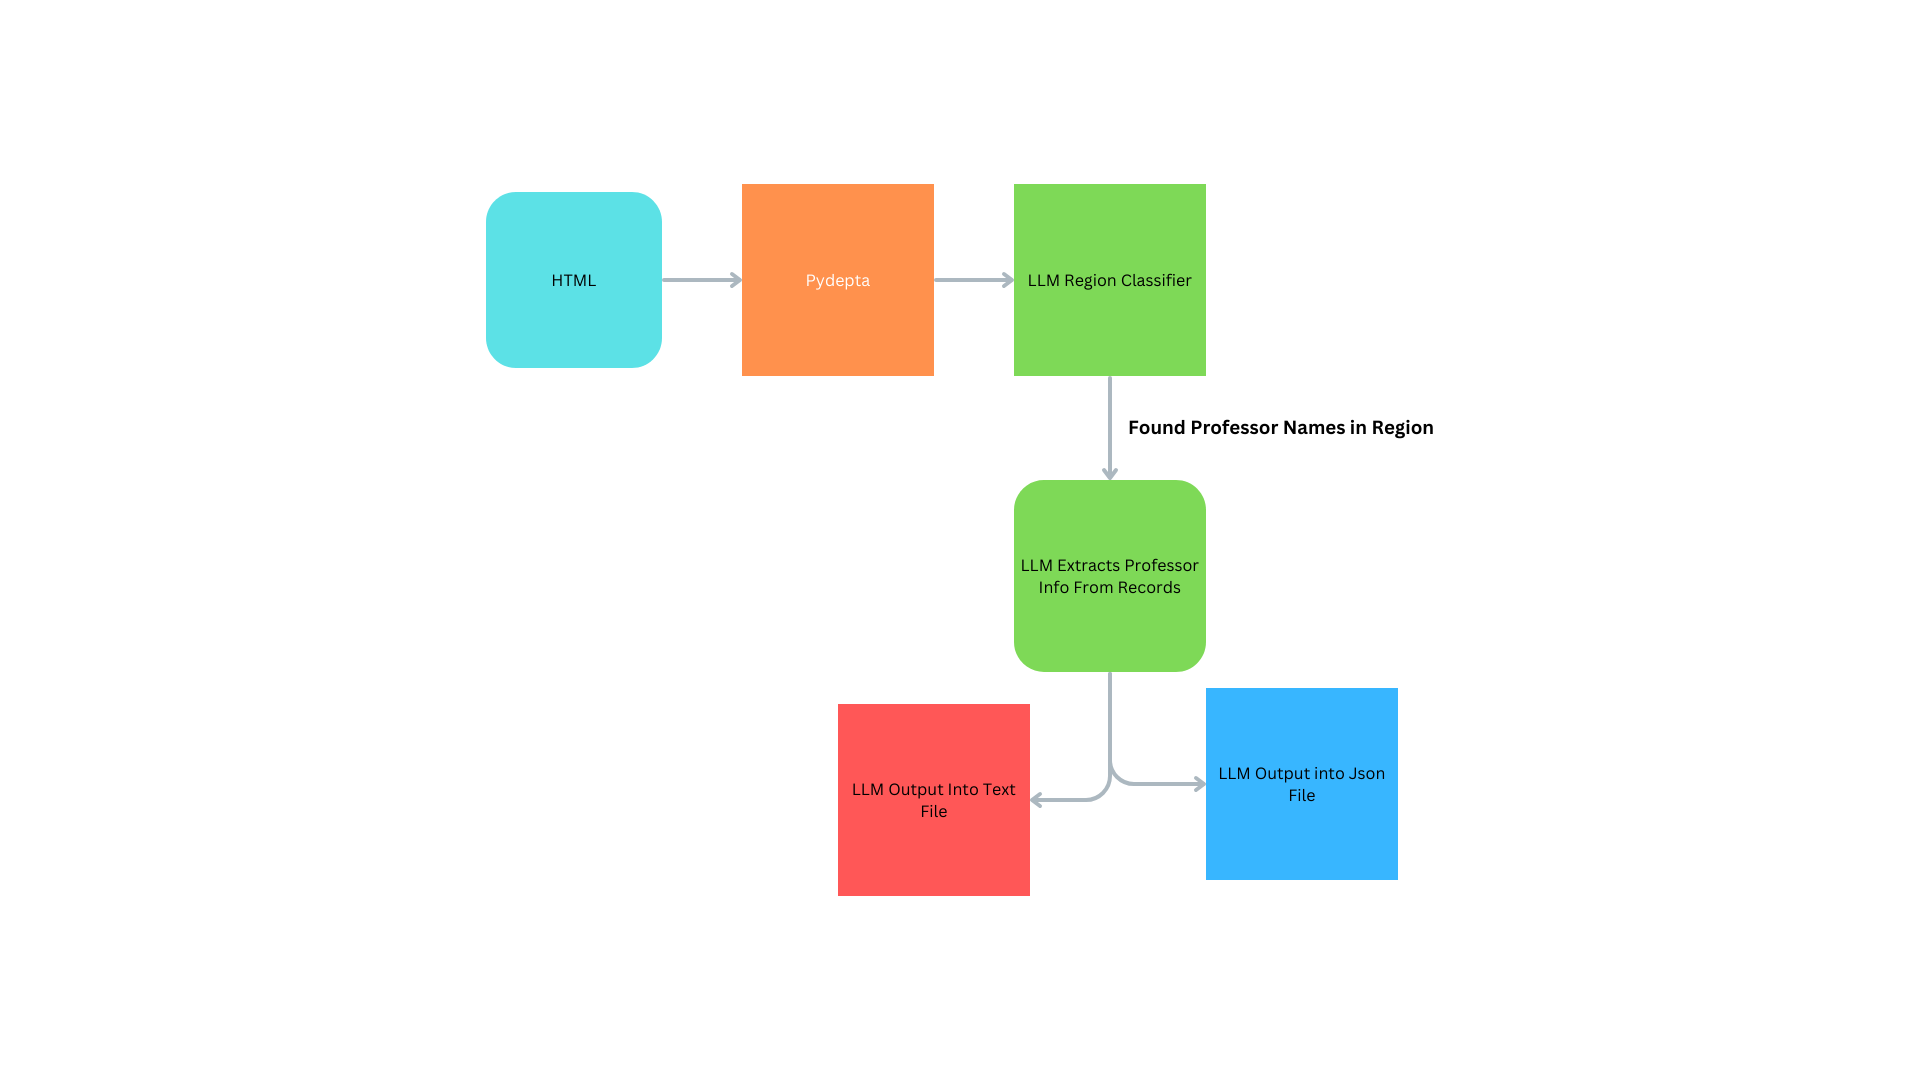 HTML
Pydepta
LLM Region Classifier
Found Professor Names in Region
LLM Extracts Professor
Info From Records
LLM Output Into Text
File
LLM Output into Json
File